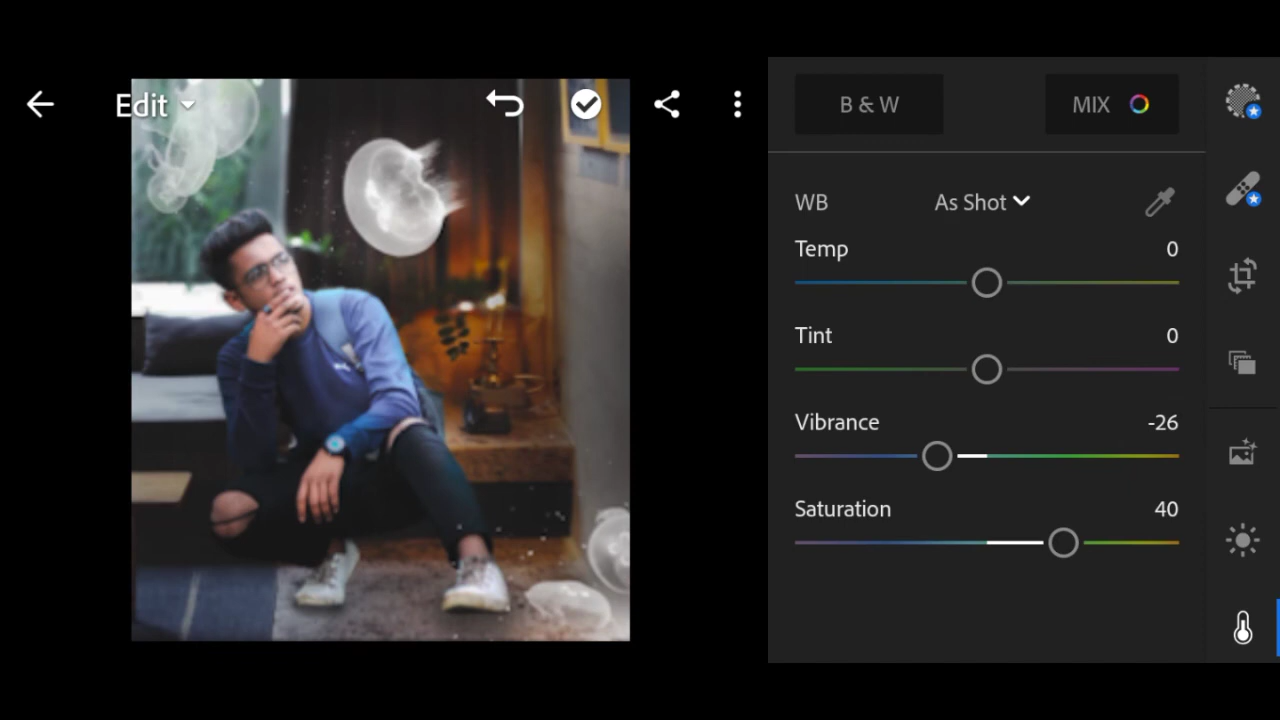 Edit
B & W
MIX
WB
As Shot
Temp
0
Tint
0
Vibrance
-26
Saturation
40